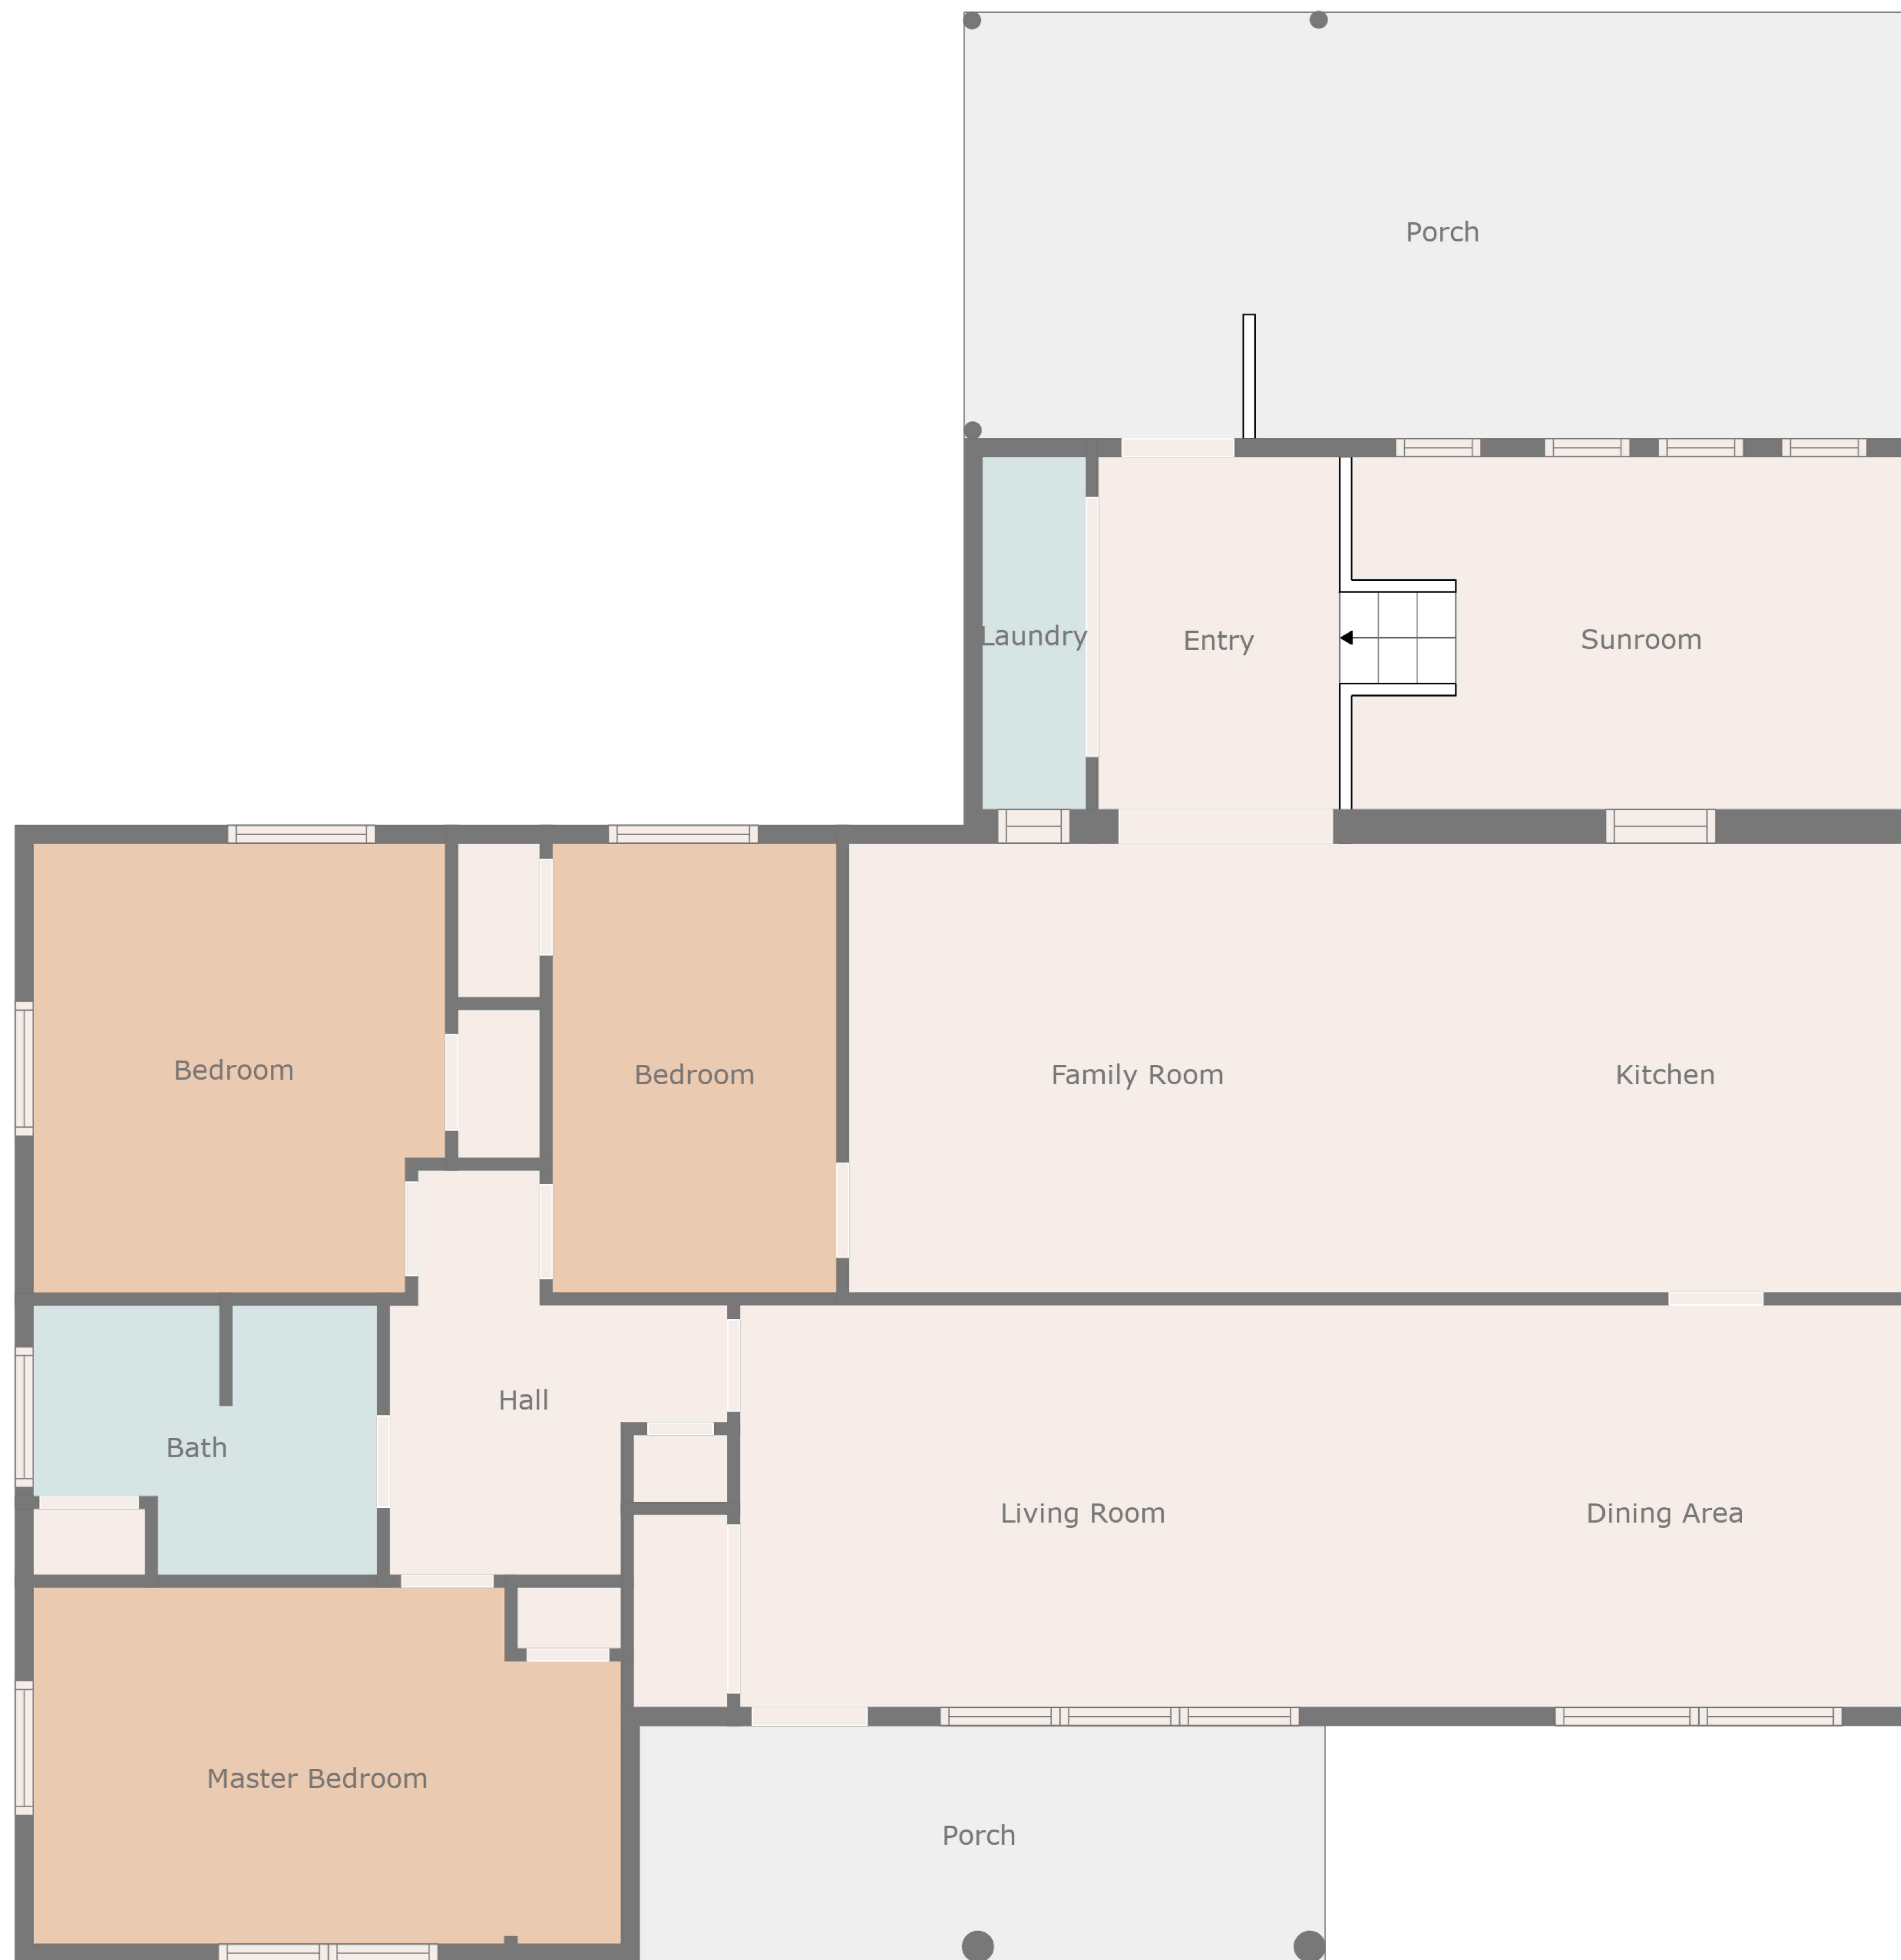 Porch
Laundry
Entry
Sunroom
Bedroom
Bedroom
Family Room
Kitchen
Hall
Bath
Living Room
Dining Area
Master Bedroom
Porch